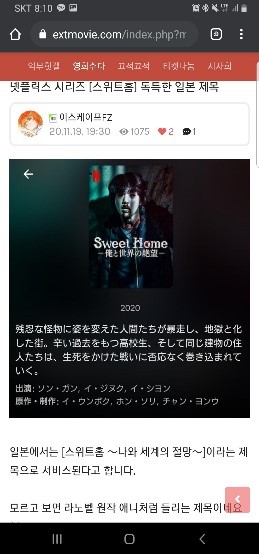 SKT 8:10
extmovie.com/index.php?m
익무힛갤 영화수다 꼬석꼬석 티켓나눔 시사회
넷플릭스 시리즈 [스위트홈] 독특한 일본 제목
이스케이프FZ
20.11.19. 19:30 1075 2 1
Sweet Home
－俺と世界の絶望－
2020
残忍な怪物に姿を変えた人間たちが暴走し、地獄と化
した街。辛い過去をもつ高校生、そして同じ建物の住
人たちは、生死をかけた戦いに否応なく巻き込まれて
いく。
出演: ソン・ガン, イ・ジヌク, イ・シヨン
原作・制作: イ・ウンボク, ホン・ソリ, チャン・ヨンウ
일본에서는 [스위트홈 ~나와 세계의 절망~]이라는 제
목으로 서비스된다고 합니다.
모르고 보면 라노벨 원작 애니처럼 들리는 제목이네요